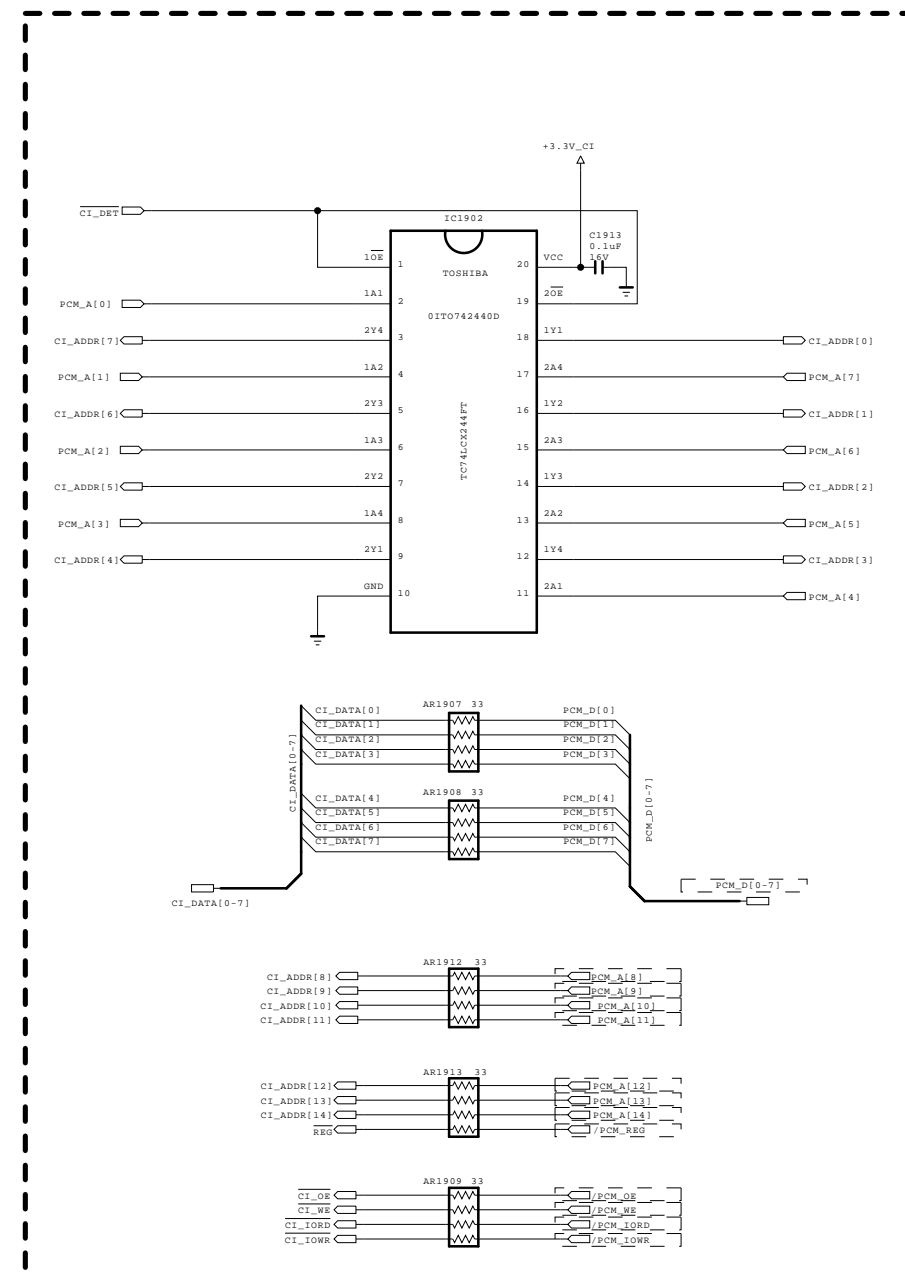 +3.3V_CI
CI_DET
IC1902
C1913
0.1uF
16V
1OE 1 20 VCC
TOSHIBA
PCM_A[0] 1A1 2 19 2OE
0ITO742440D
CI_ADDR[7] 2Y4 3 18 1Y1 CI_ADDR[0]
PCM_A[1] 1A2 4 17 2A4 PCM_A[7]
CI_ADDR[6] 2Y3 5 16 1Y2 CI_ADDR[1]
TC74LCX244FT
PCM_A[2] 1A3 6 15 2A3 PCM_A[6]
CI_ADDR[5] 2Y2 7 14 1Y3 CI_ADDR[2]
PCM_A[3] 1A4 8 13 2A2 PCM_A[5]
CI_ADDR[4] 2Y1 9 12 1Y4 CI_ADDR[3]
GND 10 11 2A1 PCM_A[4]
AR1907 33
CI_DATA[0] PCM_D[0]
CI_DATA[1] PCM_D[1]
CI_DATA[2] PCM_D[2]
CI_DATA[3] PCM_D[3]
CI_DATA[0-7]
PCM_D[0-7]
AR1908 33
CI_DATA[4] PCM_D[4]
CI_DATA[5] PCM_D[5]
CI_DATA[6] PCM_D[6]
CI_DATA[7] PCM_D[7]
PCM_D[0-7]
CI_DATA[0-7]
AR1912 33
CI_ADDR[8] PCM_A[8]
CI_ADDR[9] PCM_A[9]
CI_ADDR[10] PCM_A[10]
CI_ADDR[11] PCM_A[11]
AR1913 33
CI_ADDR[12] PCM_A[12]
CI_ADDR[13] PCM_A[13]
CI_ADDR[14] PCM_A[14]
REG /PCM_REG
AR1909 33
CI_OE /PCM_OE
CI_WE /PCM_WE
CI_IORD /PCM_IORD
CI_IOWR /PCM_IOWR